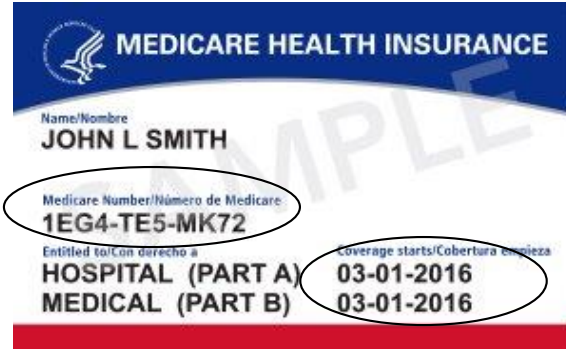 MEDICARE HEALTH INSURANCE
Name/Nombre
JOHN L SMITH
Medicare Number/Número de Medicare
1EG4-TE5-MK72
Entitled to/Con derecho a Coverage starts/Cobertura empieza
HOSPITAL (PART A) 03-01-2016
MEDICAL (PART B) 03-01-2016
SAMPLE